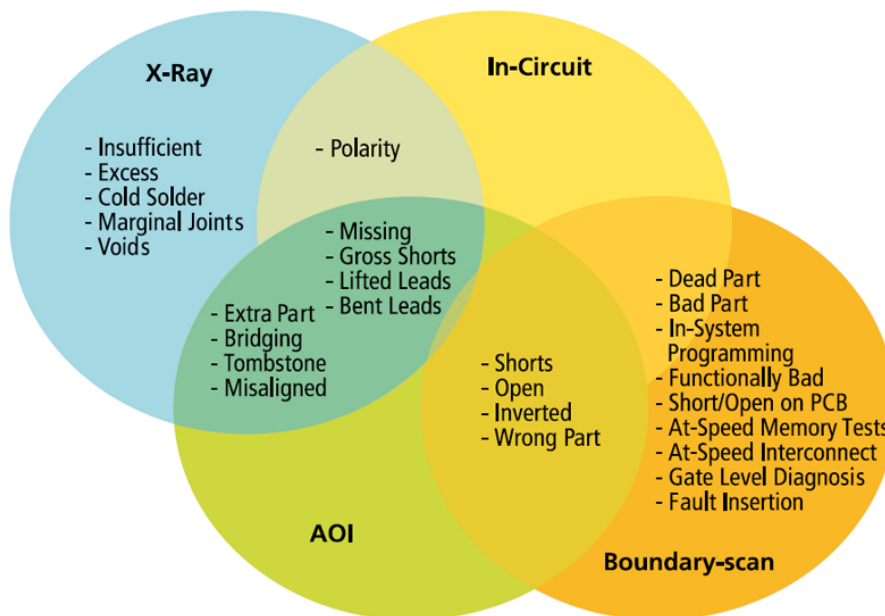 X-Ray
- Insufficient
- Excess
- Cold Solder
- Marginal Joints
- Voids
In-Circuit
- Polarity
- Missing
- Gross Shorts
- Lifted Leads
- Bent Leads
- Extra Part
- Bridging
- Tombstone
- Misaligned
- Shorts
- Open
- Inverted
- Wrong Part
- Dead Part
- Bad Part
- In-System
Programming
- Functionally Bad
- Short/Open on PCB
- At-Speed Memory Tests
- At-Speed Interconnect
- Gate Level Diagnosis
- Fault Insertion
AOI
Boundary-scan